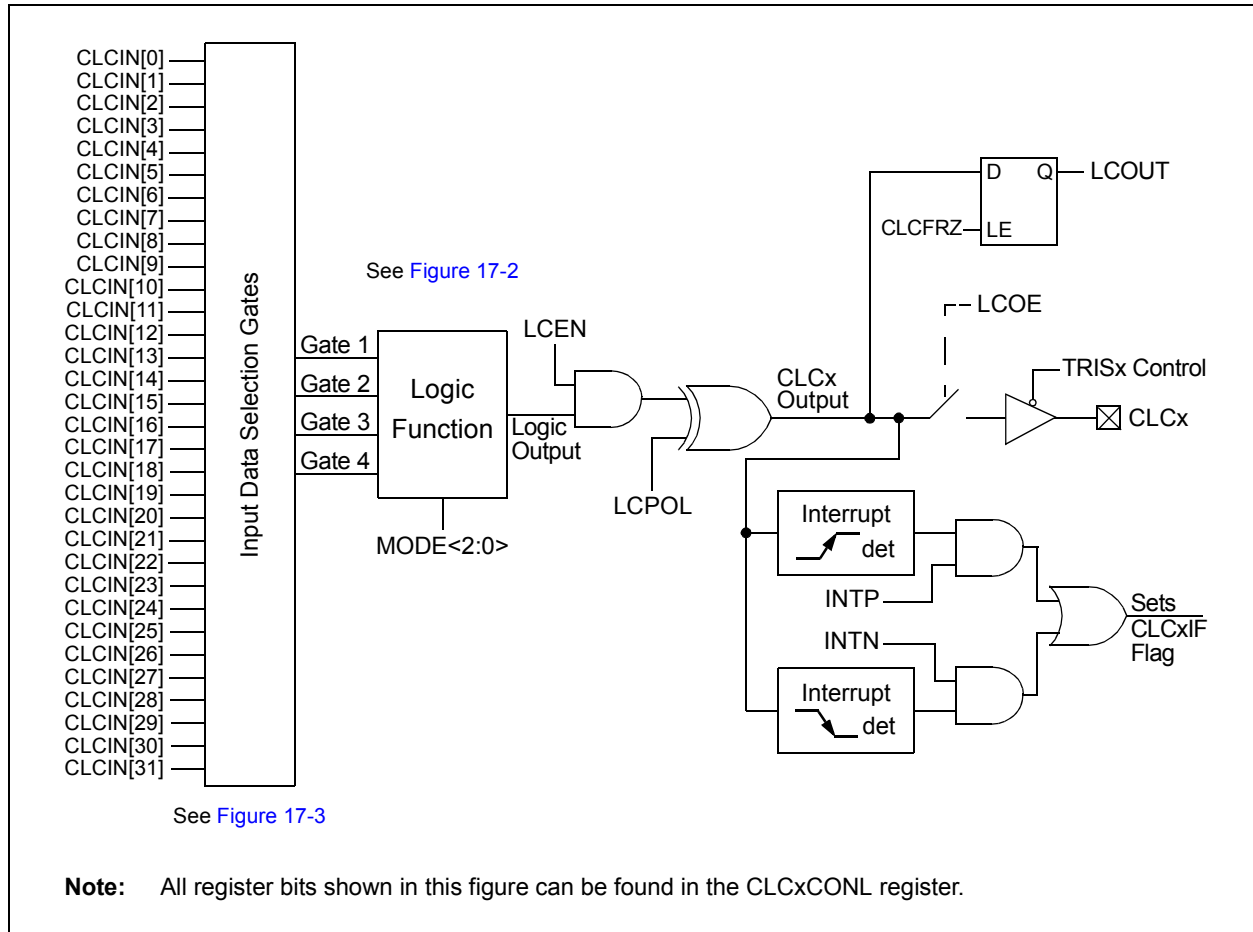 CLCIN[0]
CLCIN[1]
CLCIN[2]
CLCIN[3]
CLCIN[4]
CLCIN[5]
CLCIN[6]
CLCIN[7]
CLCIN[8]
CLCIN[9]
CLCIN[10]
CLCIN[11]
CLCIN[12]
CLCIN[13]
CLCIN[14]
CLCIN[15]
CLCIN[16]
CLCIN[17]
CLCIN[18]
CLCIN[19]
CLCIN[20]
CLCIN[21]
CLCIN[22]
CLCIN[23]
CLCIN[24]
CLCIN[25]
CLCIN[26]
CLCIN[27]
CLCIN[28]
CLCIN[29]
CLCIN[30]
CLCIN[31]
Input Data Selection Gates
See Figure 17-3
Gate 1
Gate 2
Gate 3
Gate 4
See Figure 17-2
Logic
Function
MODE<2:0>
Logic
Output
LCEN
LCPOL
CLCx
Output
D Q
LE
LCOUT
CLCFRZ
LCOE
TRISx Control
CLCx
Interrupt
det
INTP
INTN
Interrupt
det
Sets
CLCxIF
Flag
Note: All register bits shown in this figure can be found in the CLCxCONL register.